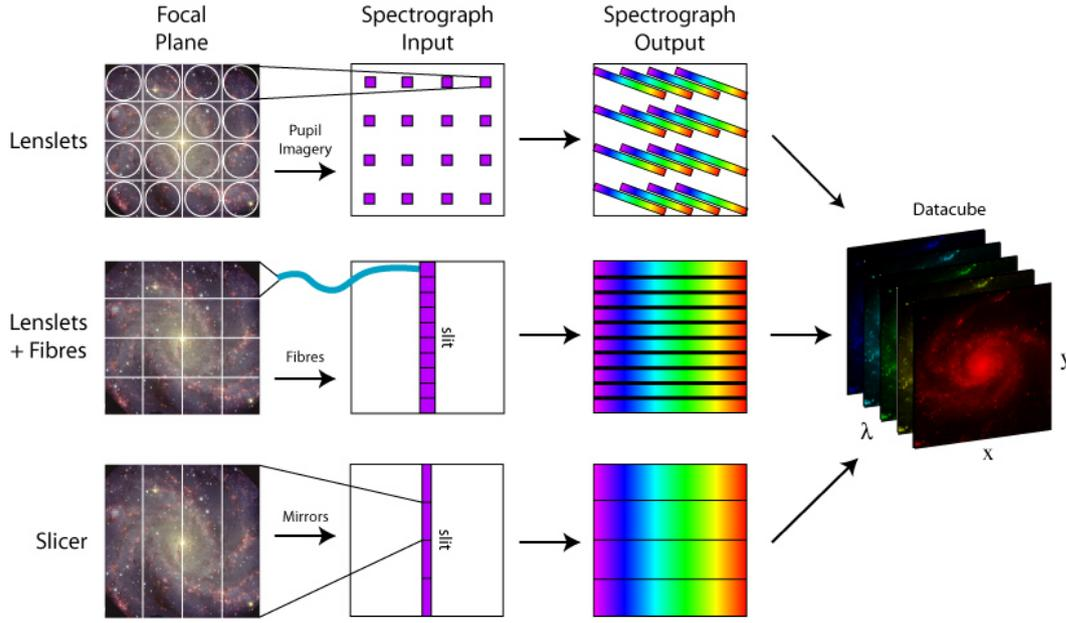 Focal
Plane
Spectrograph
Input
Spectrograph
Output
Lenslets
Pupil
Imagery
Datacube
Lenslets
+ Fibres
Fibres
slit
λ
x
y
Slicer
Mirrors
slit